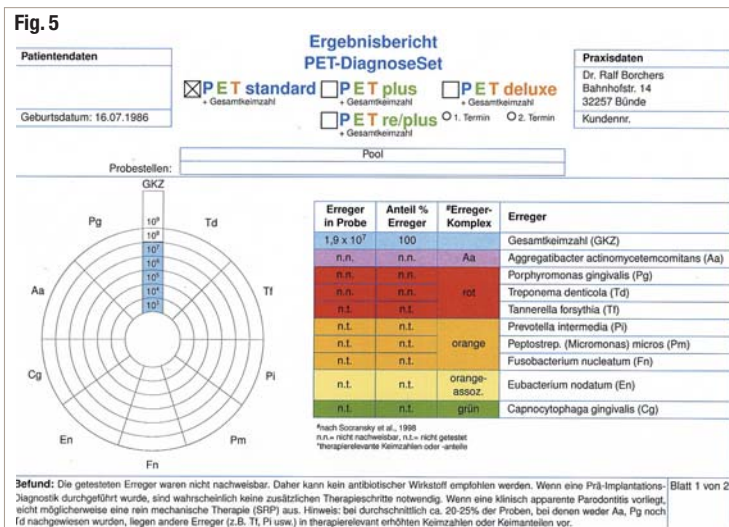 Fig. 5
Patientendaten
Geburtsdatum: 16.07.1986
Ergebnisbericht
PET-DiagnoseSet
PET standard
+ Gesamtkeimzahl
PET plus
+ Gesamtkeimzahl
PET deluxe
+ Gesamtkeimzahl
PET re/plus
+ Gesamtkeimzahl
1. Termin
2. Termin
Praxisdaten
Dr. Ralf Borchers
Bahnhofstr. 14
32257 Bünde
Kundennr.
Pool
Probestellen:
GKZ
10⁹
10⁸
10⁷
10⁶
10⁵
10⁴
10³
Pg
Td
Aa
Tf
Cg
Pi
En
Pm
Fn
Erreger in Probe Anteil % Erreger #Erreger-Komplex Erreger
1,9 x 10⁷ 100 Gesamtkeimzahl (GKZ)
n.n. n.n. Aa Aggregatibacter actinomycetemcomitans (Aa)
n.n. n.n. Porphyromonas gingivalis (Pg)
n.n. n.n. rot Treponema denticola (Td)
n.t. n.t. Tannerella forsythia (Tf)
n.t. n.t. Prevotella intermedia (Pi)
n.t. n.t. orange Peptostrep. (Micromonas) micros (Pm)
n.t. n.t. Fusobacterium nucleatum (Fn)
n.t. n.t. orange-assoz. Eubacterium nodatum (En)
n.t. n.t. grün Capnocytophaga gingivalis (Cg)
#nach Socransky et al., 1998
n.n.= nicht nachweisbar, n.t.= nicht getestet
*therapierelevante Keimzahlen oder -anteile
Befund: Die getesteten Erreger waren nicht nachweisbar. Daher kann kein antibiotischer Wirkstoff empfohlen werden. Wenn eine Prä-Implantations-
Diagnostik durchgeführt wurde, sind wahrscheinlich keine zusätzlichen Therapieschritte notwendig. Wenn eine klinisch apparente Parodontitis vorliegt,
reicht möglicherweise eine rein mechanische Therapie (SRP) aus. Hinweis: bei durchschnittlich ca. 20-25% der Proben, bei denen weder Aa, Pg noch
Td nachgewiesen wurden, liegen andere Erreger (z.B. Tf, Pi usw.) in therapierelevant erhöhten Keimzahlen oder Keimanteilen vor.
Blatt 1 von 2